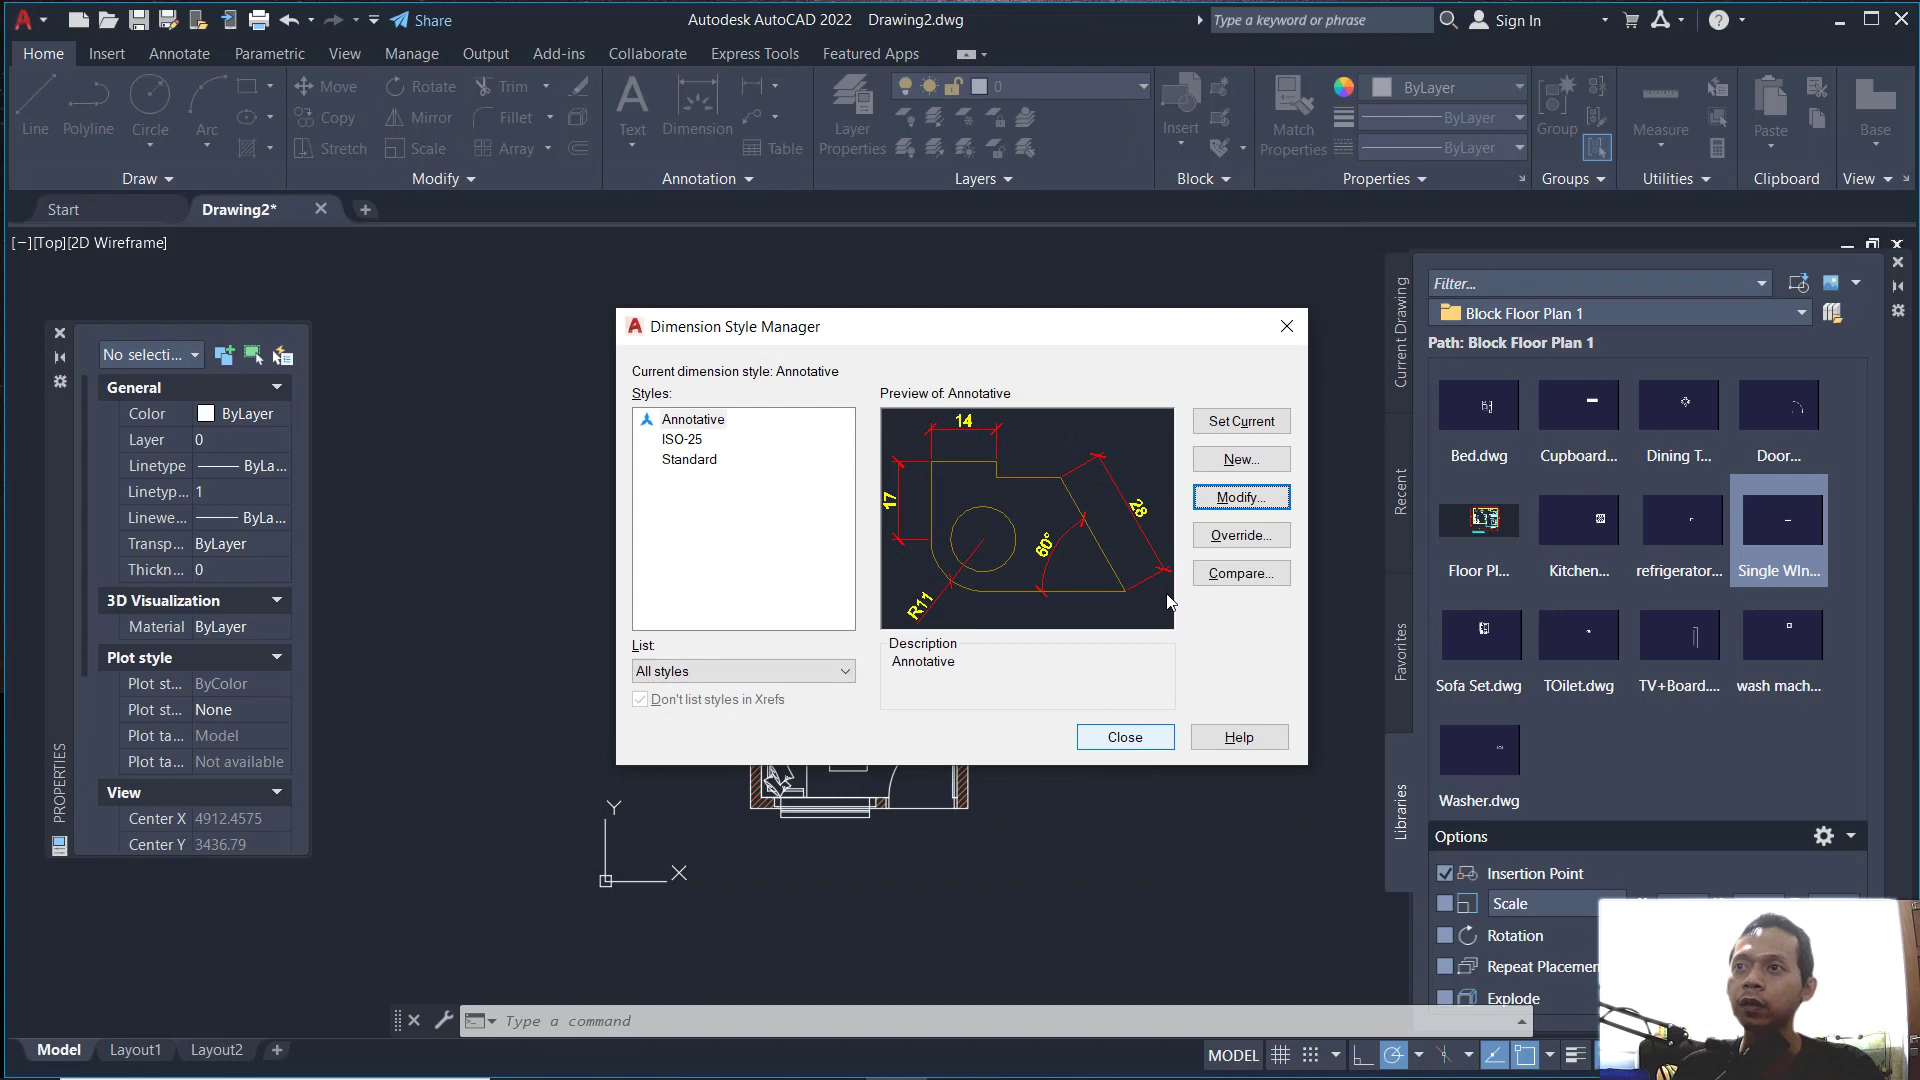 Share
Autodesk AutoCAD 2022 Drawing2.dwg
Type a keyword or phrase
Sign In
Home Insert Annotate Parametric View Manage Output Add-ins Collaborate Express Tools Featured Apps
Line Polyline Circle Arc
Move Rotate Trim
Copy Mirror Fillet
Stretch Scale Array
Text Dimension Table
Layer Properties
0
Insert
Match Properties
ByLayer
ByLayer
ByLayer
Group
Measure
Paste
Base
Draw Modify Annotation Layers Block Properties Groups Utilities Clipboard View
Start Drawing2*
[−][Top][2D Wireframe]
No selecti...
General
Color ByLayer
Layer 0
Linetype ByLa...
Linetyp... 1
Linewe... ByLa...
Transp... ByLayer
Thickn... 0
3D Visualization
Material ByLayer
Plot style
Plot st... ByColor
Plot st... None
Plot ta... Model
Plot ta... Not available
View
Center X 4912.4575
Center Y 3436.79
PROPERTIES
Dimension Style Manager
Current dimension style: Annotative
Styles:
Annotative
ISO-25
Standard
List:
All styles
Don't list styles in Xrefs
Preview of: Annotative
14
17
28
60°
R11
Description
Annotative
Set Current
New...
Modify...
Override...
Compare...
Close
Help
Y
X
Current Drawing
Recent
Favorites
Libraries
Filter...
Block Floor Plan 1
Path: Block Floor Plan 1
Bed.dwg Cupboard... Dining T... Door...
Floor Pl... Kitchen... refrigerator... Single WIn...
Sofa Set.dwg TOilet.dwg TV+Board.... wash mach...
Washer.dwg
Options
Insertion Point
Scale
Rotation
Repeat Placemen
Explode
Type a command
Model Layout1 Layout2
MODEL